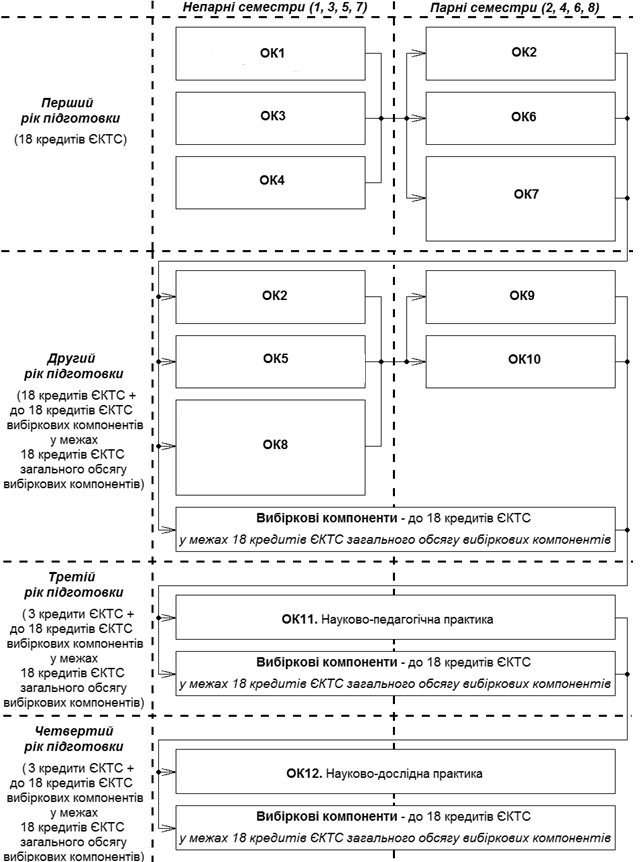 Непарні семестри (1, 3, 5, 7)
Парні семестри (2, 4, 6, 8)
Перший
рік підготовки
(18 кредитів ЄКТС)
ОК1
ОК3
ОК4
ОК2
ОК6
ОК7
Другий
рік підготовки
(18 кредитів ЄКТС +
до 18 кредитів ЄКТС
вибіркових компонентів
у межах
18 кредитів ЄКТС
загального обсягу
вибіркових компонентів)
ОК2
ОК5
ОК8
ОК9
ОК10
Вибіркові компоненти - до 18 кредитів ЄКТС
у межах 18 кредитів ЄКТС загального обсягу вибіркових компонентів
Третій
рік підготовки
( 3 кредити ЄКТС +
до 18 кредитів ЄКТС
вибіркових компонентів
у межах
18 кредитів ЄКТС
загального обсягу
вибіркових компонентів)
ОК11. Науково-педагогічна практика
Вибіркові компоненти - до 18 кредитів ЄКТС
у межах 18 кредитів ЄКТС загального обсягу вибіркових компонентів
Четвертий
рік підготовки
( 3 кредити ЄКТС +
до 18 кредитів ЄКТС
вибіркових компонентів
у межах
18 кредитів ЄКТС
загального обсягу
вибіркових компонентів)
ОК12. Науково-дослідна практика
Вибіркові компоненти - до 18 кредитів ЄКТС
у межах 18 кредитів ЄКТС загального обсягу вибіркових компонентів